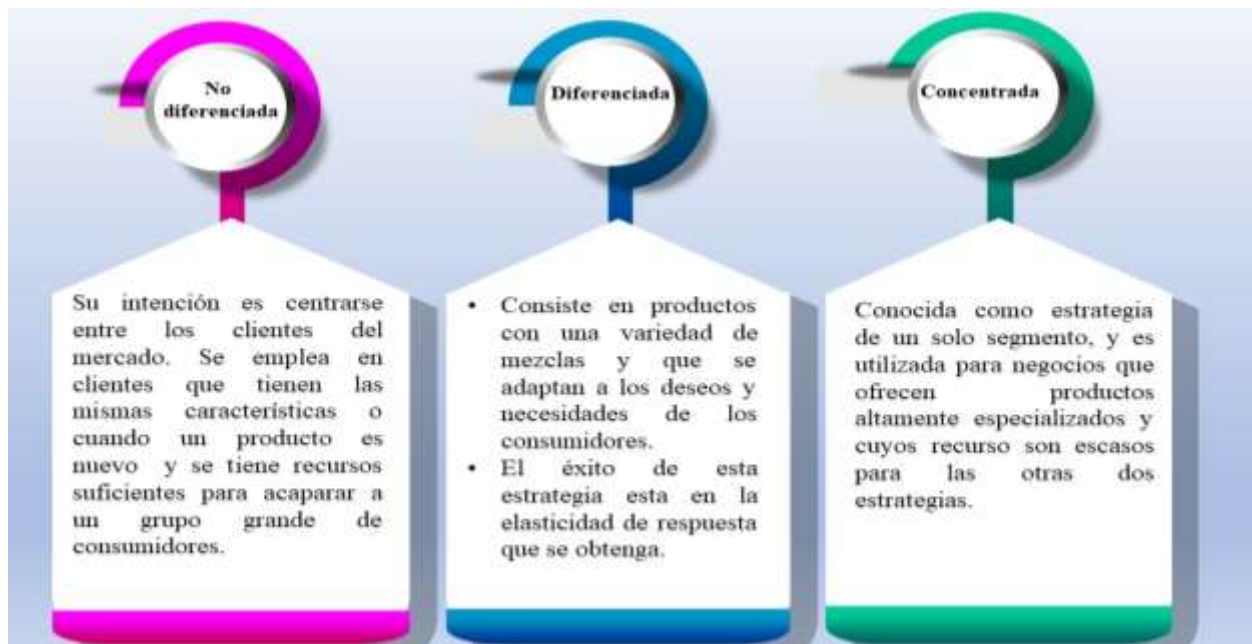 No
diferenciada
Su intención es centrarse
entre los clientes del
mercado. Se emplea en
clientes que tienen las
mismas características o
cuando un producto es
nuevo y se tiene recursos
suficientes para acaparar a
un grupo grande de
consumidores.
Diferenciada
• Consiste en productos
con una variedad de
mezclas y que se
adaptan a los deseos y
necesidades de los
consumidores.
• El éxito de esta
estrategia esta en la
elasticidad de respuesta
que se obtenga.
Concentrada
Conocida como estrategia
de un solo segmento, y es
utilizada para negocios que
ofrecen productos
altamente especializados y
cuyos recurso son escasos
para las otras dos
estrategias.